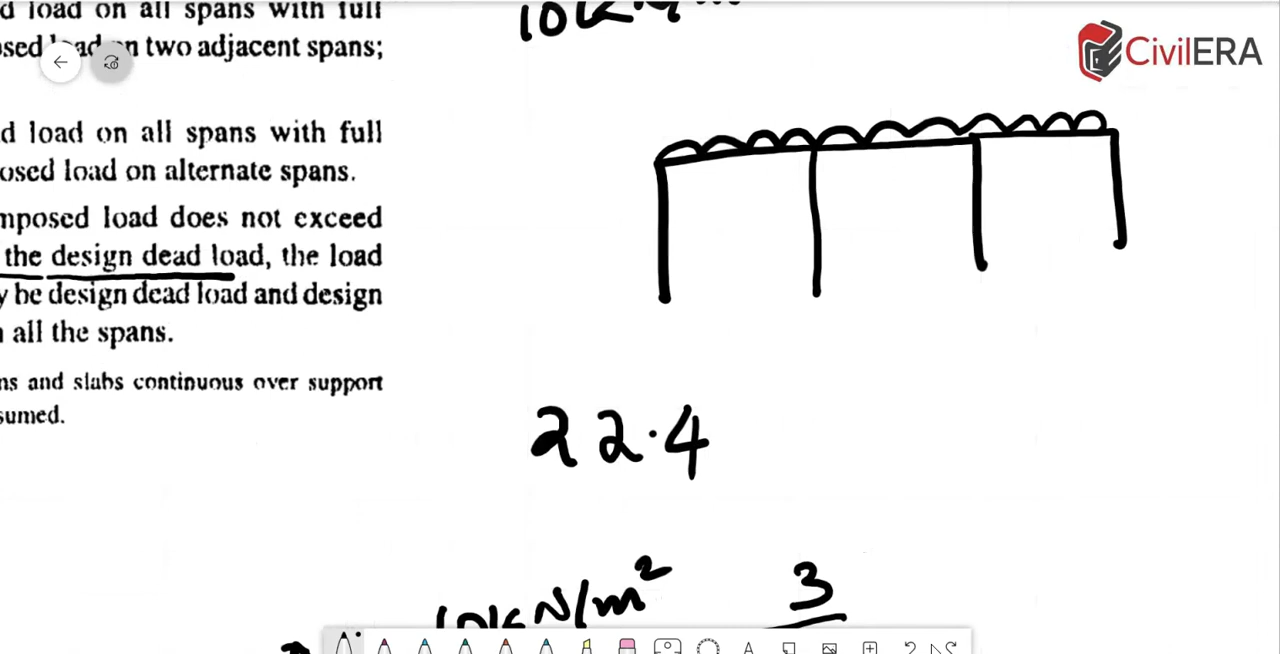 d load on all spans with full
osed load on two adjacent spans;
d load on all spans with full
osed load on alternate spans.
mposed load does not exceed
the design dead load, the load
y be design dead load and design
all the spans.
ns and slabs continuous over support
sumed.
CivilERA
22.4
10kN/m²
3